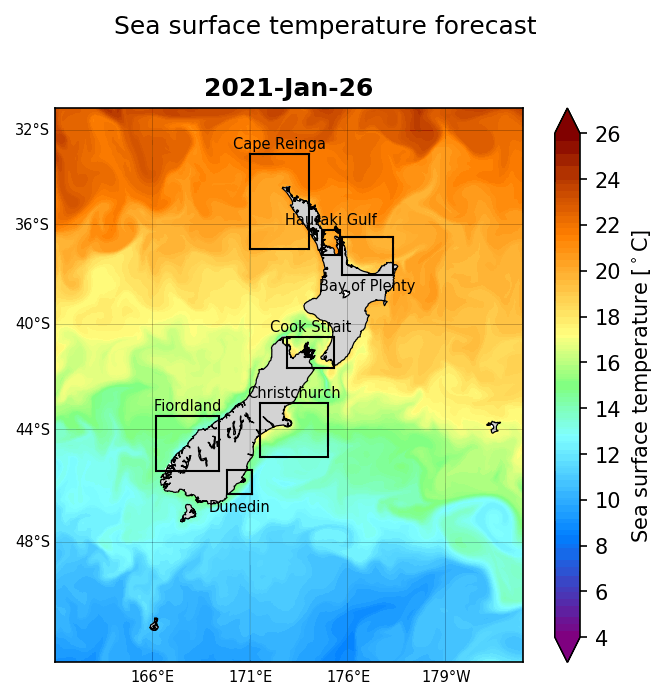 Sea surface temperature forecast
2021-Jan-26
32°S
36°S
40°S
44°S
48°S
Cape Reinga
Hauraki Gulf
Bay of Plenty
Cook Strait
Christchurch
Fiordland
Dunedin
166°E
171°E
176°E
179°W
26
24
22
20
18
16
14
12
10
8
6
4
Sea surface temperature [°C]